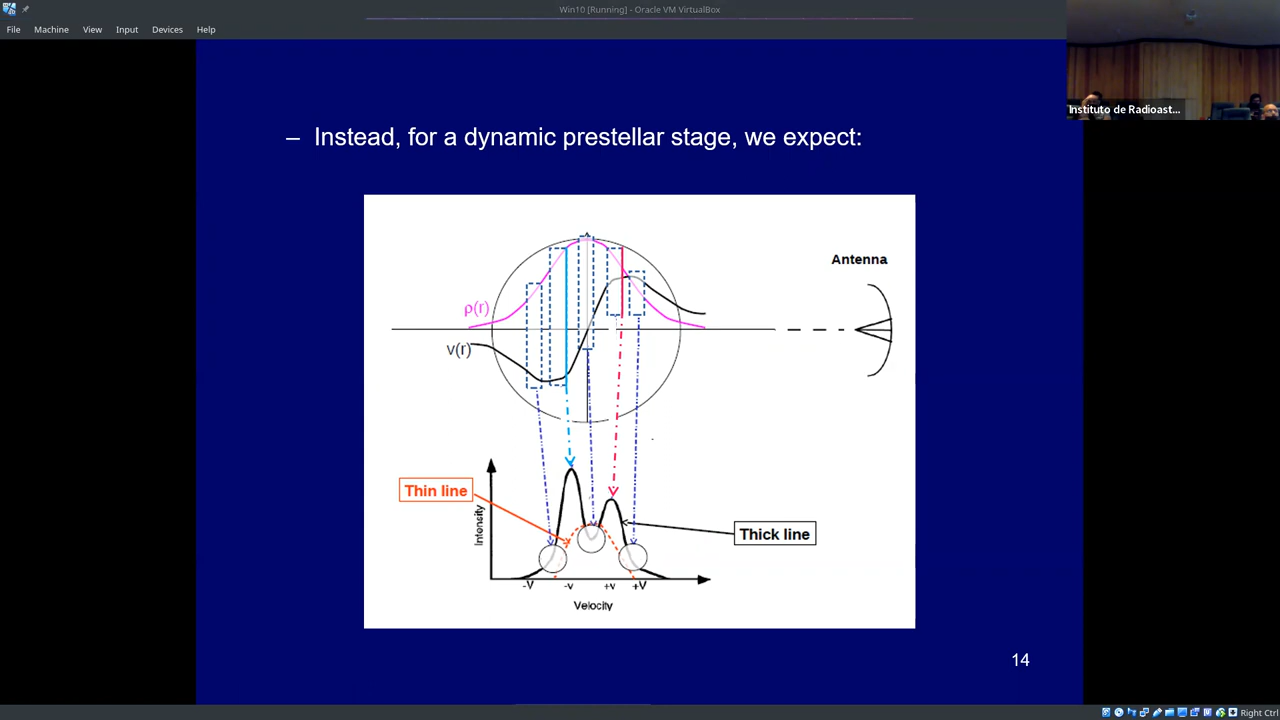 Win10 [Running] - Oracle VM VirtualBox
File Machine View Input Devices Help
Instituto de Radioast...
– Instead, for a dynamic prestellar stage, we expect:
Antenna
ρ(r)
v(r)
Thin line
Intensity
Thick line
-V -v +v +V
Velocity
14
Right Ctrl